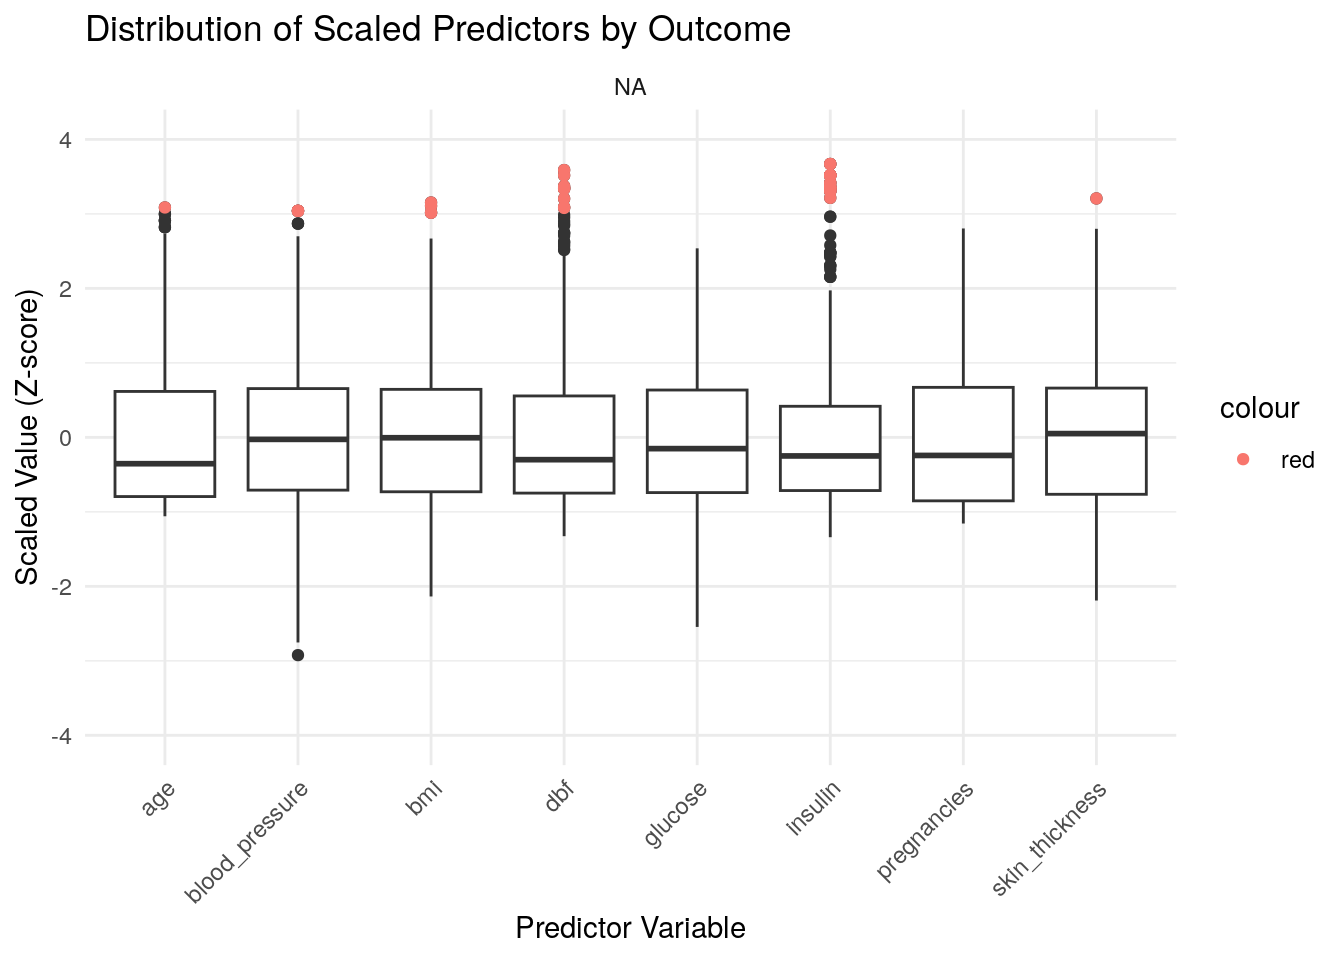 Distribution of Scaled Predictors by Outcome
NA
Scaled Value (Z-score)
4
2
0
-2
-4
age
blood_pressure
bmi
dbf
glucose
insulin
pregnancies
skin_thickness
Predictor Variable
colour
red